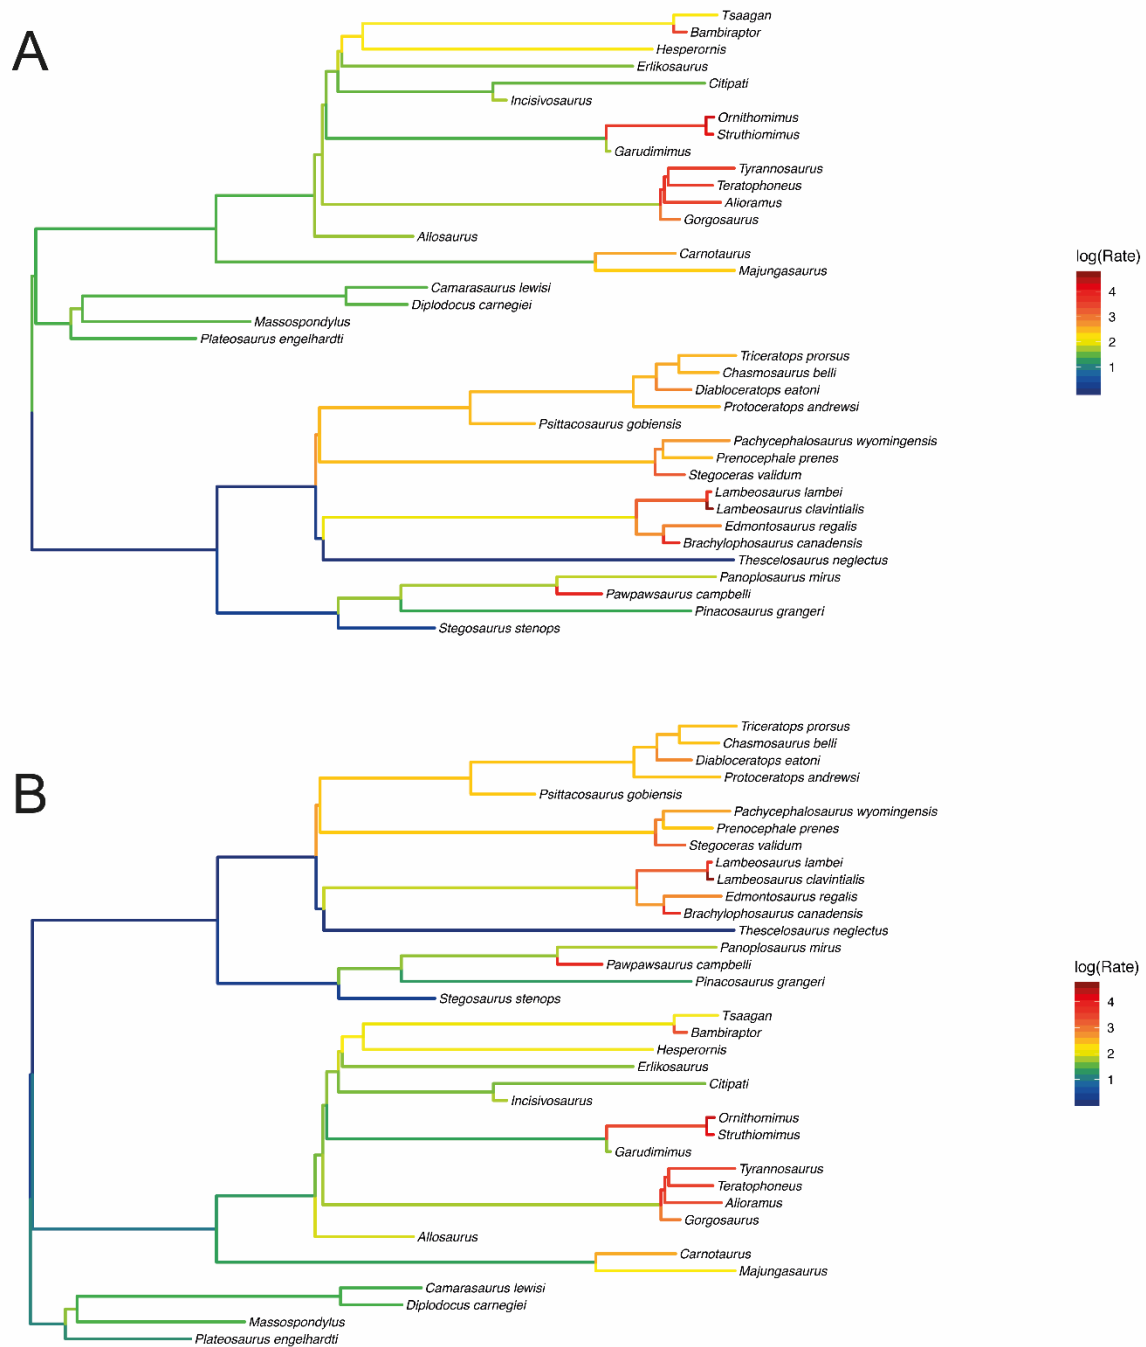 A
Tsaagan
Bambiraptor
Hesperornis
Erlikosaurus
Citipati
Incisivosaurus
Ornithomimus
Struthiomimus
Garudimimus
Tyrannosaurus
Teratophoneus
Alioramus
Gorgosaurus
Allosaurus
Carnotaurus
Majungasaurus
Camarasaurus lewisi
Diplodocus carnegiei
Massospondylus
Plateosaurus engelhardti
Triceratops prorsus
Chasmosaurus belli
Diabloceratops eatoni
Protoceratops andrewsi
Psittacosaurus gobiensis
Pachycephalosaurus wyomingensis
Prenocephale prenes
Stegoceras validum
Lambeosaurus lambei
Lambeosaurus clavintialis
Edmontosaurus regalis
Brachylophosaurus canadensis
Thescelosaurus neglectus
Panoplosaurus mirus
Pawpawsaurus campbelli
Pinacosaurus grangeri
Stegosaurus stenops
log(Rate)
4
3
2
1
B
Triceratops prorsus
Chasmosaurus belli
Diabloceratops eatoni
Protoceratops andrewsi
Psittacosaurus gobiensis
Pachycephalosaurus wyomingensis
Prenocephale prenes
Stegoceras validum
Lambeosaurus lambei
Lambeosaurus clavintialis
Edmontosaurus regalis
Brachylophosaurus canadensis
Thescelosaurus neglectus
Panoplosaurus mirus
Pawpawsaurus campbelli
Pinacosaurus grangeri
Stegosaurus stenops
Tsaagan
Bambiraptor
Hesperornis
Erlikosaurus
Citipati
Incisivosaurus
Ornithomimus
Struthiomimus
Garudimimus
Tyrannosaurus
Teratophoneus
Alioramus
Gorgosaurus
Allosaurus
Carnotaurus
Majungasaurus
Camarasaurus lewisi
Diplodocus carnegiei
Massospondylus
Plateosaurus engelhardti
log(Rate)
4
3
2
1